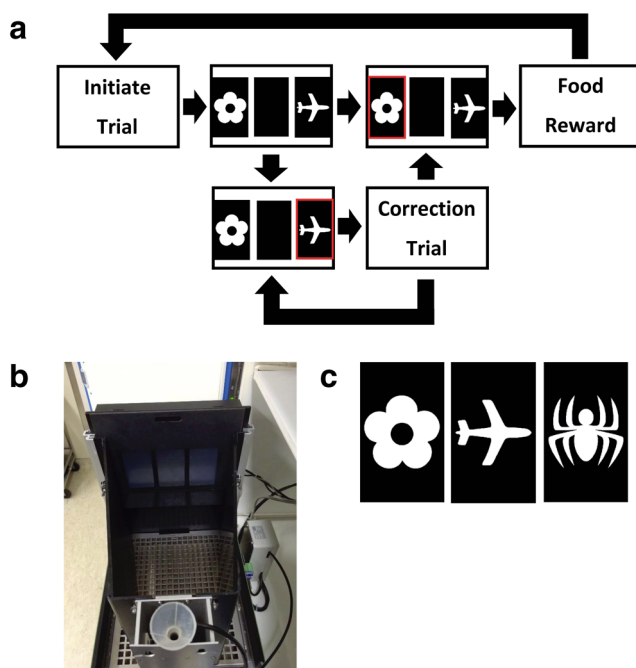 a
Initiate
Trial
Food
Reward
Correction
Trial
b
c